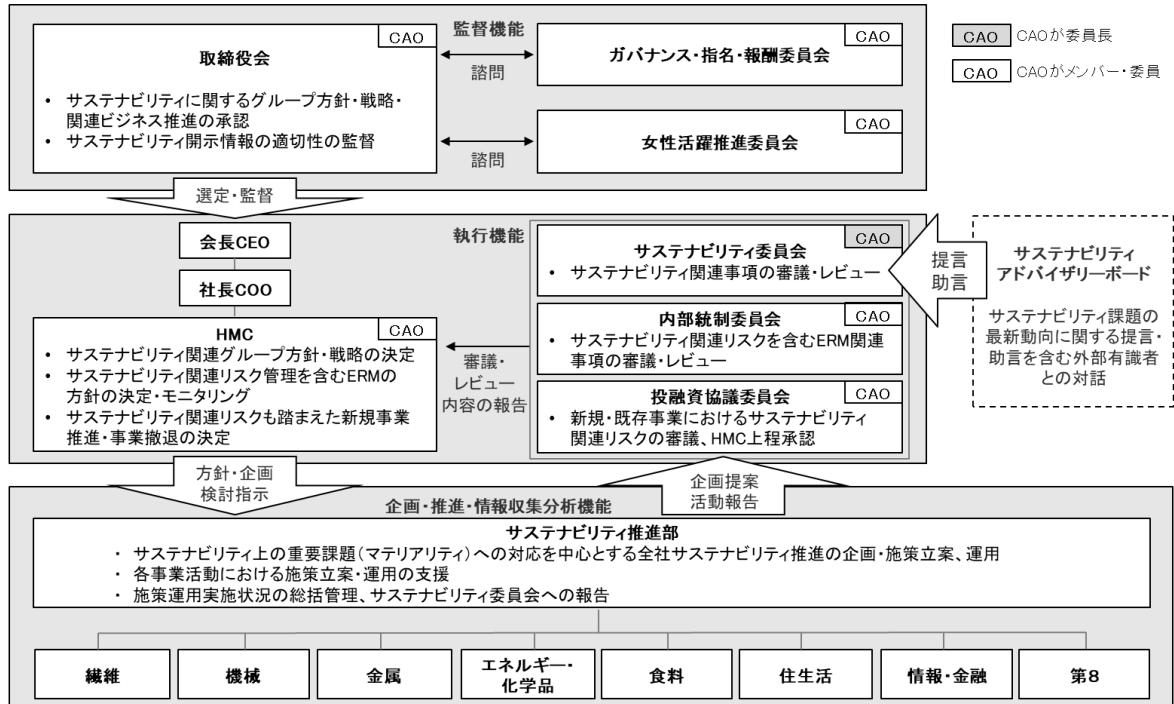 監督機能
取締役会
CAO
• サステナビリティに関するグループ方針・戦略・
関連ビジネス推進の承認
• サステナビリティ開示情報の適切性の監督
諮問
諮問
ガバナンス・指名・報酬委員会
CAO
女性活躍推進委員会
CAO
CAO CAOが委員長
CAO CAOがメンバー・委員
選定・監督
執行機能
会長CEO
社長COO
HMC
CAO
• サステナビリティ関連グループ方針・戦略の決定
• サステナビリティ関連リスク管理を含むERMの
方針の決定・モニタリング
• サステナビリティ関連リスクも踏まえた新規事業
推進・事業撤退の決定
審議・
レビュー
内容の報告
サステナビリティ委員会
CAO
• サステナビリティ関連事項の審議・レビュー
内部統制委員会
CAO
• サステナビリティ関連リスクを含むERM関連
事項の審議・レビュー
投融資協議委員会
CAO
• 新規・既存事業におけるサステナビリティ
関連リスクの審議、HMC上程承認
提言
助言
サステナビリティ
アドバイザリーボード
サステナビリティ課題の
最新動向に関する提言・
助言を含む外部有識者
との対話
方針・企画
検討指示
企画提案
活動報告
企画・推進・情報収集分析機能
サステナビリティ推進部
・ サステナビリティ上の重要課題（マテリアリティ）への対応を中心とする全社サステナビリティ推進の企画・施策立案、運用
・ 各事業活動における施策立案・運用の支援
・ 施策運用実施状況の総括管理、サステナビリティ委員会への報告
繊維
機械
金属
エネルギー・
化学品
食料
住生活
情報・金融
第8